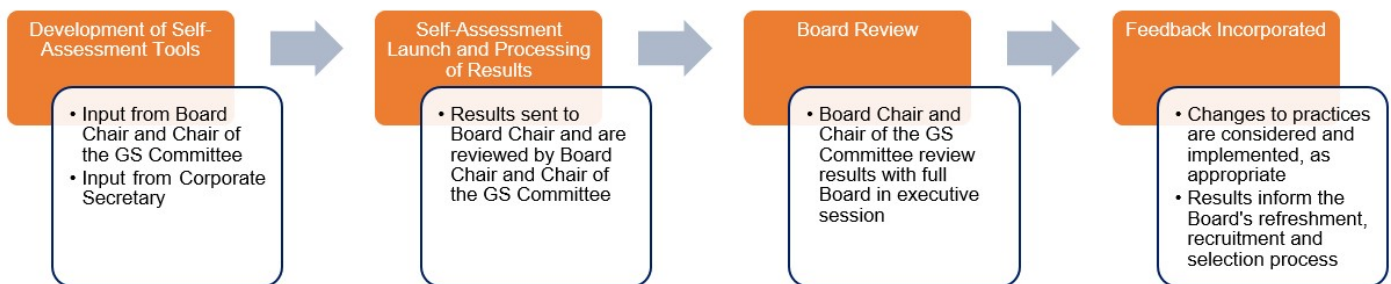 Development of Self-
Assessment Tools
• Input from Board
Chair and Chair of
the GS Committee
• Input from Corporate
Secretary
Self-Assessment
Launch and Processing
of Results
• Results sent to
Board Chair and are
reviewed by Board
Chair and Chair of
the GS Committee
Board Review
• Board Chair and
Chair of the GS
Committee review
results with full
Board in executive
session
Feedback Incorporated
• Changes to practices
are considered and
implemented, as
appropriate
• Results inform the
Board's refreshment,
recruitment and
selection process